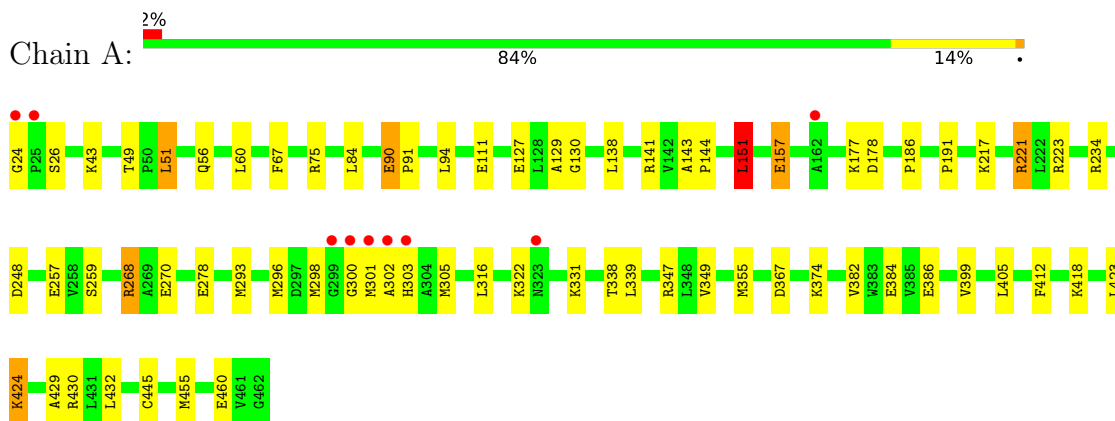 2%
Chain A:
84% 14% •
G24 P25 S26 K43 T49 P50 L51 Q56 L60 F67 R75 L84 E90 P91 L94 E111 E127 L128 A129 G130 L138 R141 V142 A143 P144 L151 E157 A162 K177 D178 P186 P191 K217 R221 L222 R223 R234
D248 E257 V258 S259 R268 A269 E270 E278 M293 M296 D297 M298 G299 G300 M301 A302 H303 A304 M305 L316 K322 N323 K331 T338 L339 R347 L348 V349 M355 D367 K374 V382 W383 E384 V385 E386 V399 L405 F412 K418
K424 A429 R430 L431 L432 C445 M455 E460 V461 G462